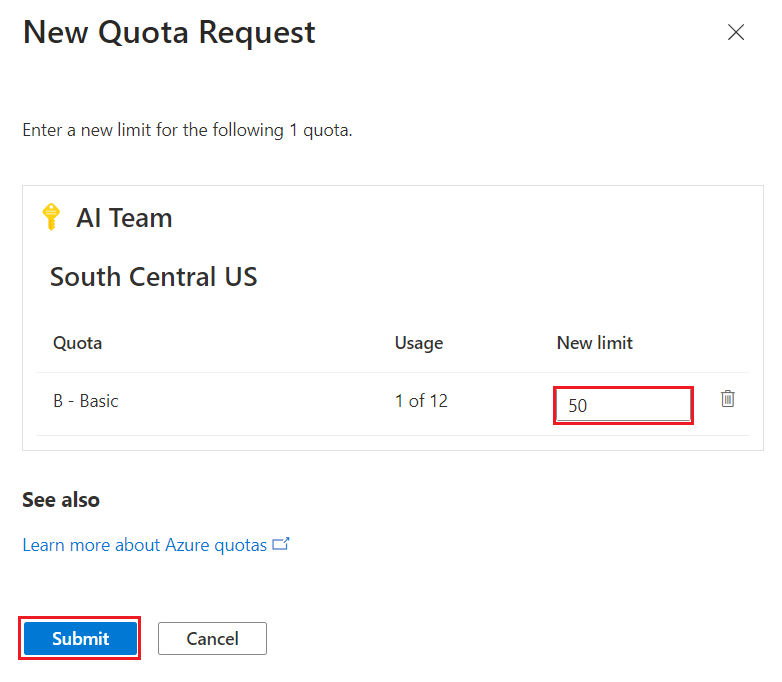 New Quota Request
Enter a new limit for the following 1 quota.
AI Team
South Central US
Quota Usage New limit
B - Basic 1 of 12 50
See also
Learn more about Azure quotas
Submit Cancel